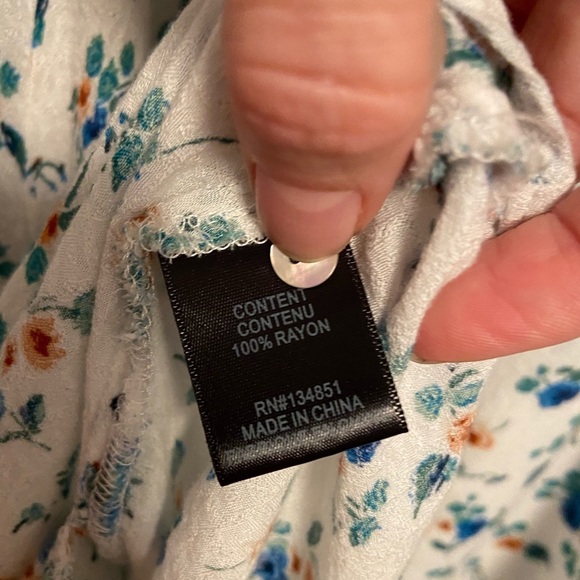 CONTENT
CONTENU
100% RAYON
RN#134851
MADE IN CHINA